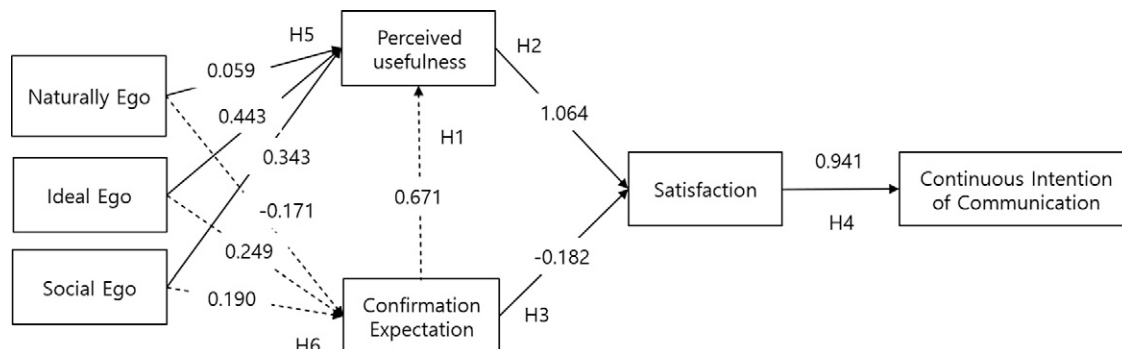 H5
Perceived
usefulness
H2
0.059
Naturally Ego
0.443
1.064
H1
0.343
Ideal Ego
0.671
Satisfaction
0.941
Continuous Intention
of Communication
-0.171
H4
0.249
-0.182
Social Ego
0.190
Confirmation
Expectation
H3
H6